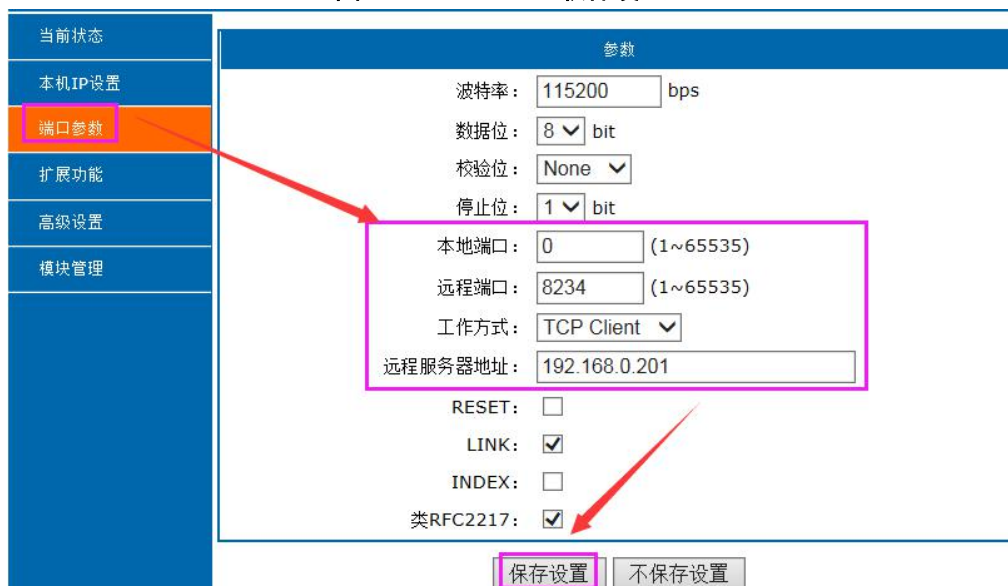 当前状态
本机IP设置
端口参数
扩展功能
高级设置
模块管理
参数
波特率： 115200 bps
数据位： 8 bit
校验位： None
停止位： 1 bit
本地端口： 0 (1~65535)
远程端口： 8234 (1~65535)
工作方式： TCP Client
远程服务器地址： 192.168.0.201
RESET:
LINK:
INDEX:
类RFC2217:
保存设置 不保存设置